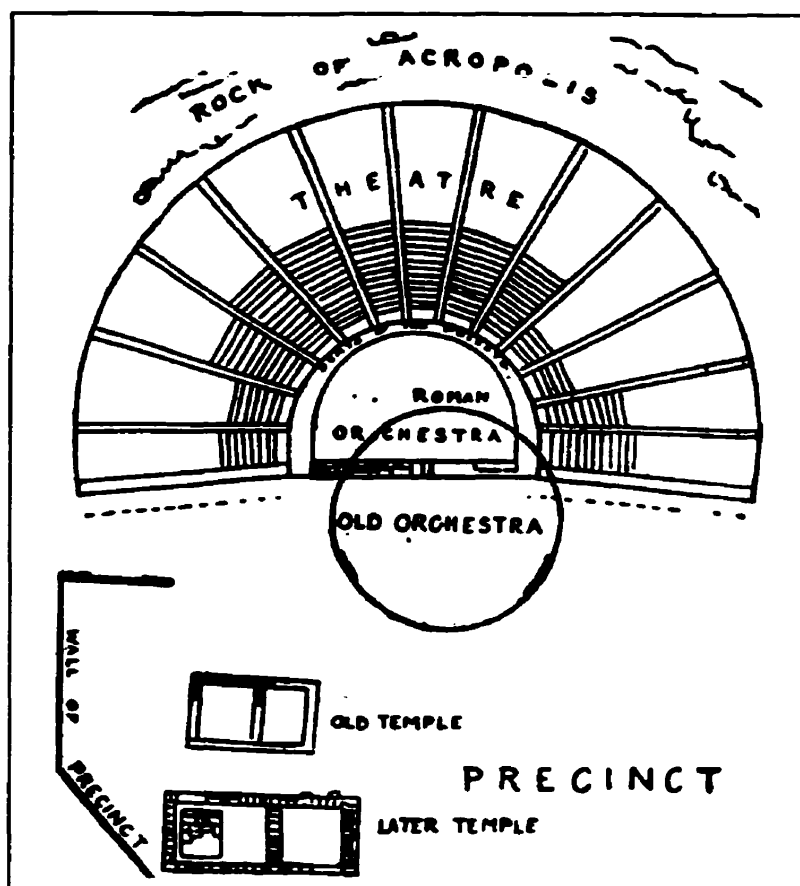 ROCK OF ACROPOLIS
THEATRE
ROMAN
ORCHESTRA
OLD ORCHESTRA
WALL OF
PRECINCT
OLD TEMPLE
PRECINCT
LATER TEMPLE